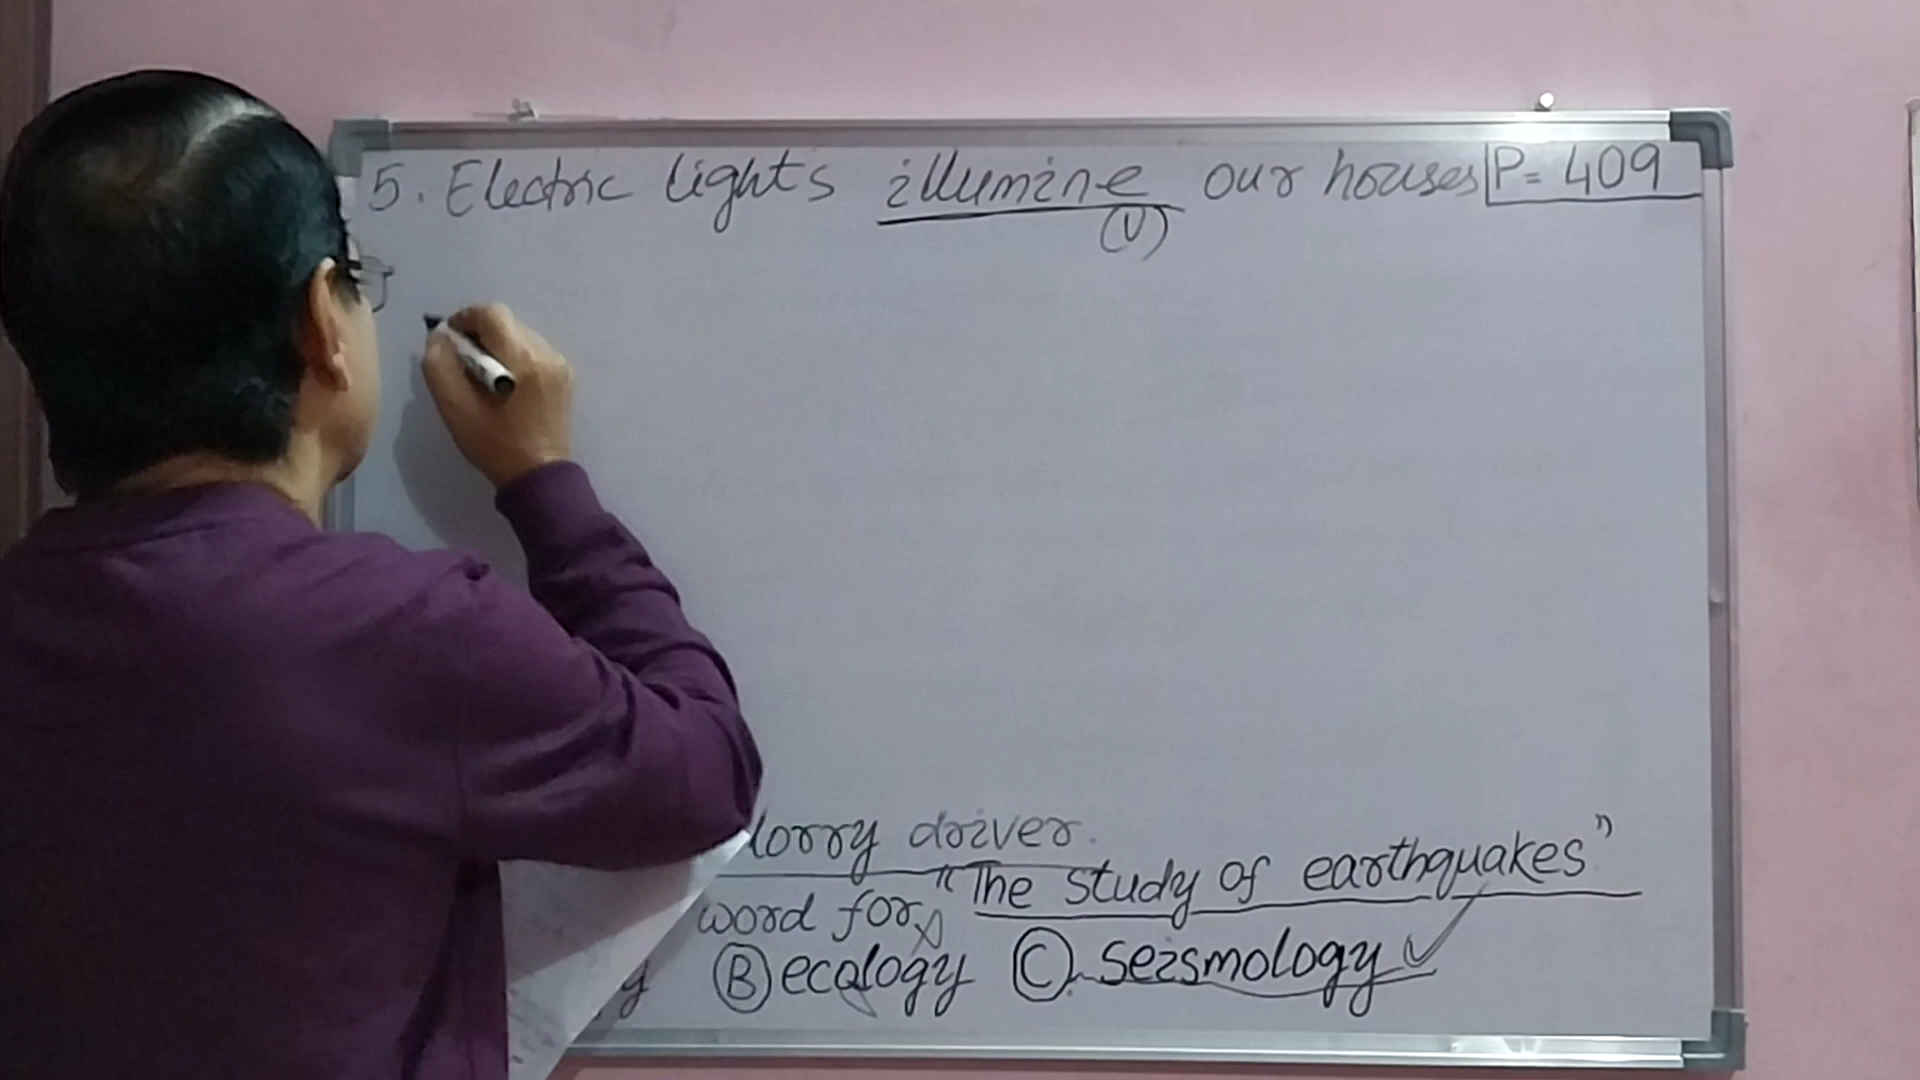 5. Electric lights illumine our houses P= 409
(V)
lorry driver.
word for "The study of earthquakes"
y (B) ecology (C) seismology ✓